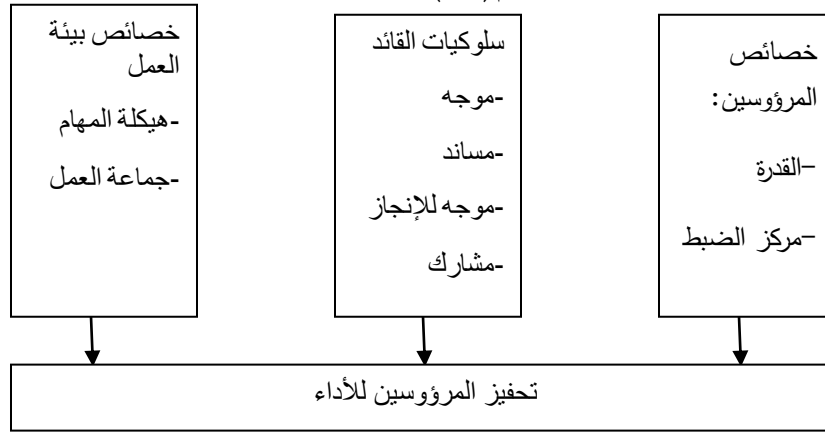 خصائص
المرؤوسين:
-القدرة
-مركز الضبط
سلوكيات القائد
-موجه
-مساند
-موجه للإنجاز
-مشارك
خصائص بيئة
العمل
-هيكلة المهام
-جماعة العمل
تحفيز المرؤوسين للأداء